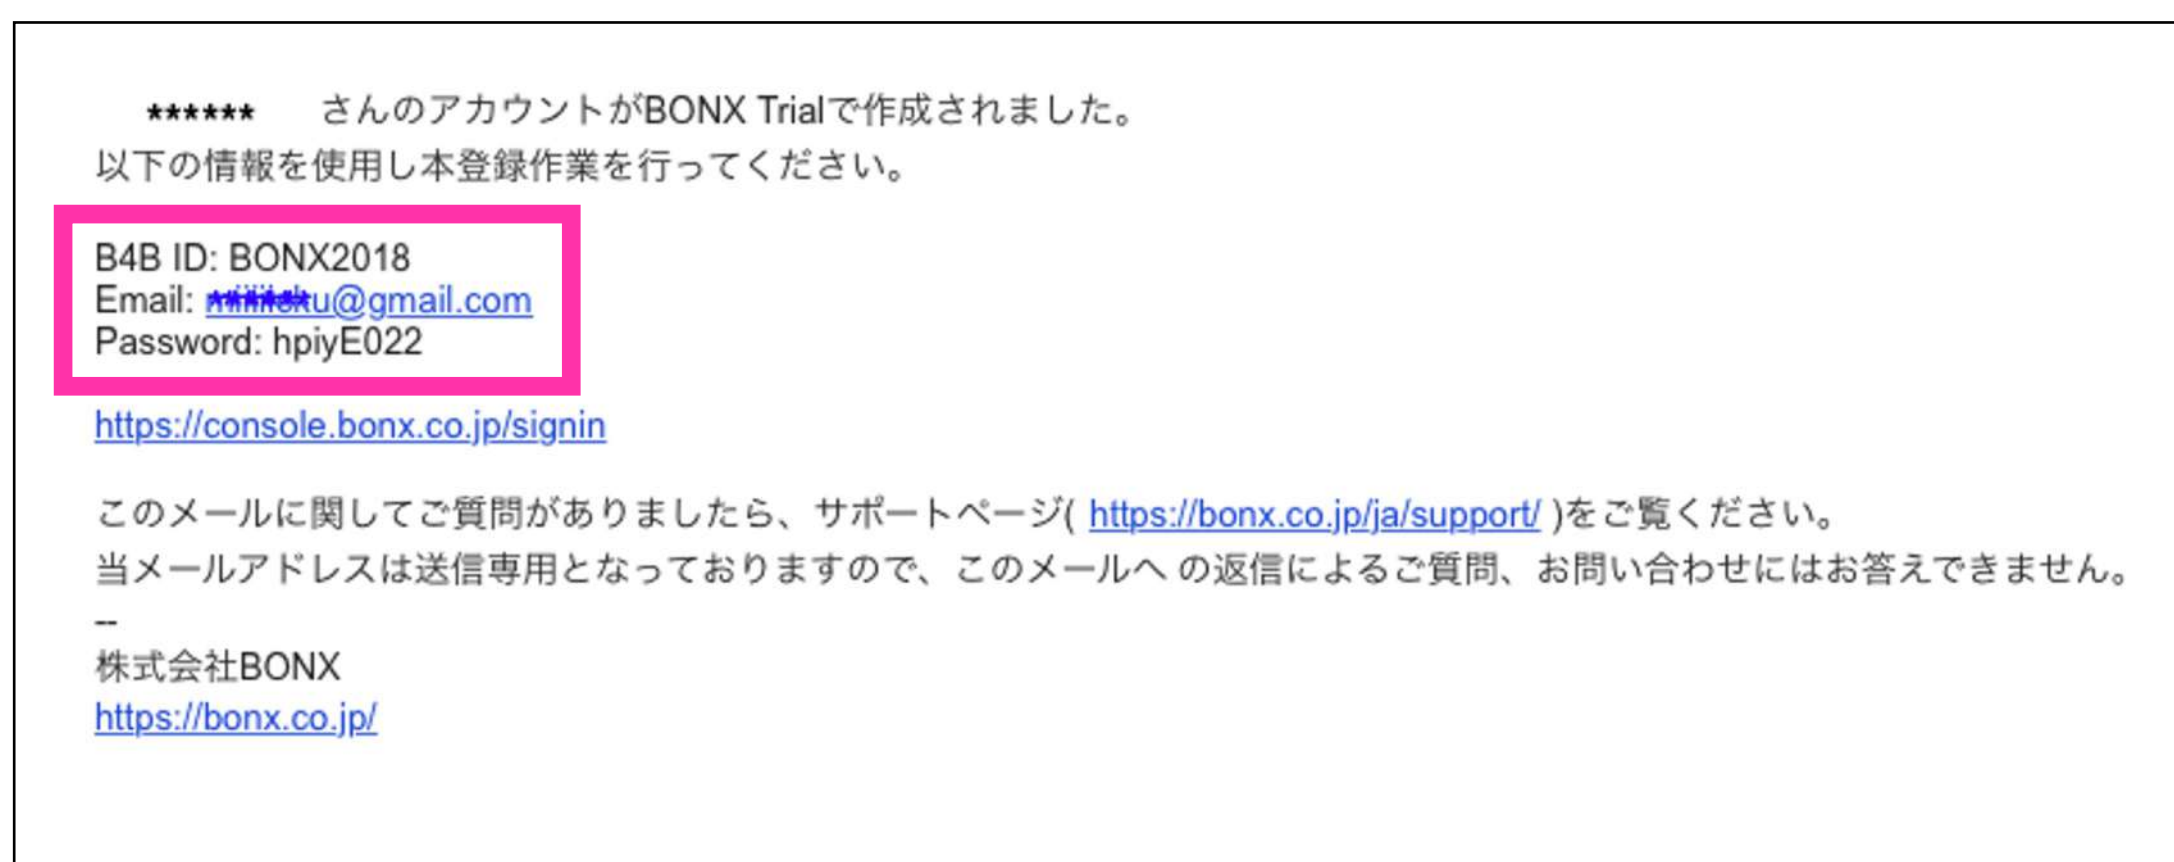 ****** さんのアカウントがBONX Trialで作成されました。
以下の情報を使用し本登録作業を行ってください。
B4B ID: BONX2018
Email: ******u@gmail.com
Password: hpiyE022
https://console.bonx.co.jp/signin
このメールに関してご質問がありましたら、サポートページ( https://bonx.co.jp/ja/support/ )をご覧ください。
当メールアドレスは送信専用となっておりますので、このメールへ の返信によるご質問、お問い合わせにはお答えできません。
--
株式会社BONX
https://bonx.co.jp/